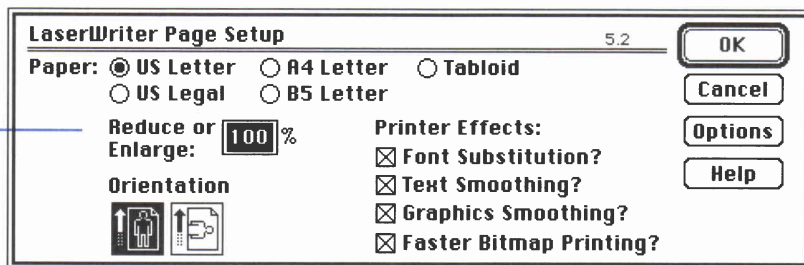 LaserWriter Page Setup 5.2 OK
Paper: US Letter A4 Letter Tabloid
US Legal B5 Letter Cancel
Reduce or Enlarge: 100 % Printer Effects: Options
Font Substitution? Help
Orientation Text Smoothing?
Graphics Smoothing?
Faster Bitmap Printing?